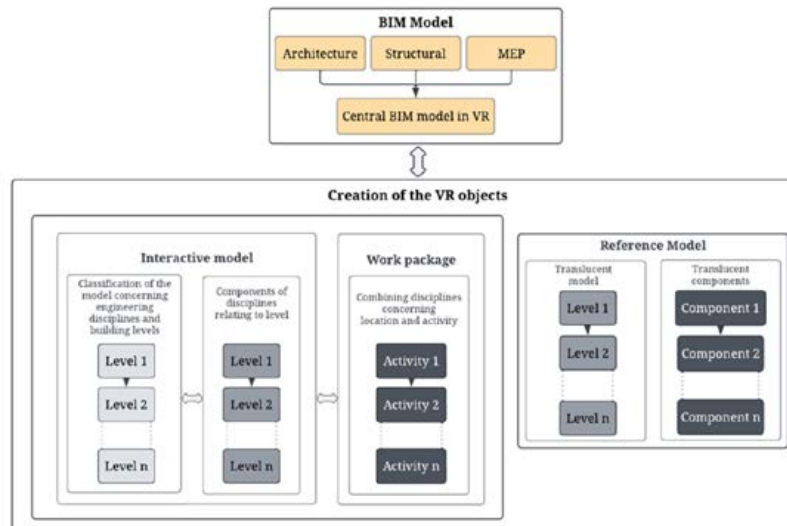 BIM Model
Architecture
Structural
MEP
Central BIM model in VR
Creation of the VR objects
Interactive model
Classification of the
model concerning
engineering
disciplines and
building levels
Level 1
Level 2
Level n
Components of
disciplines
relating to level
Level 1
Level 2
Level n
Work package
Combining disciplines
concerning
location and activity
Activity 1
Activity 2
Activity n
Reference Model
Translucent
model
Level 1
Level 2
Level n
Translucent
components
Component 1
Component 2
Component n